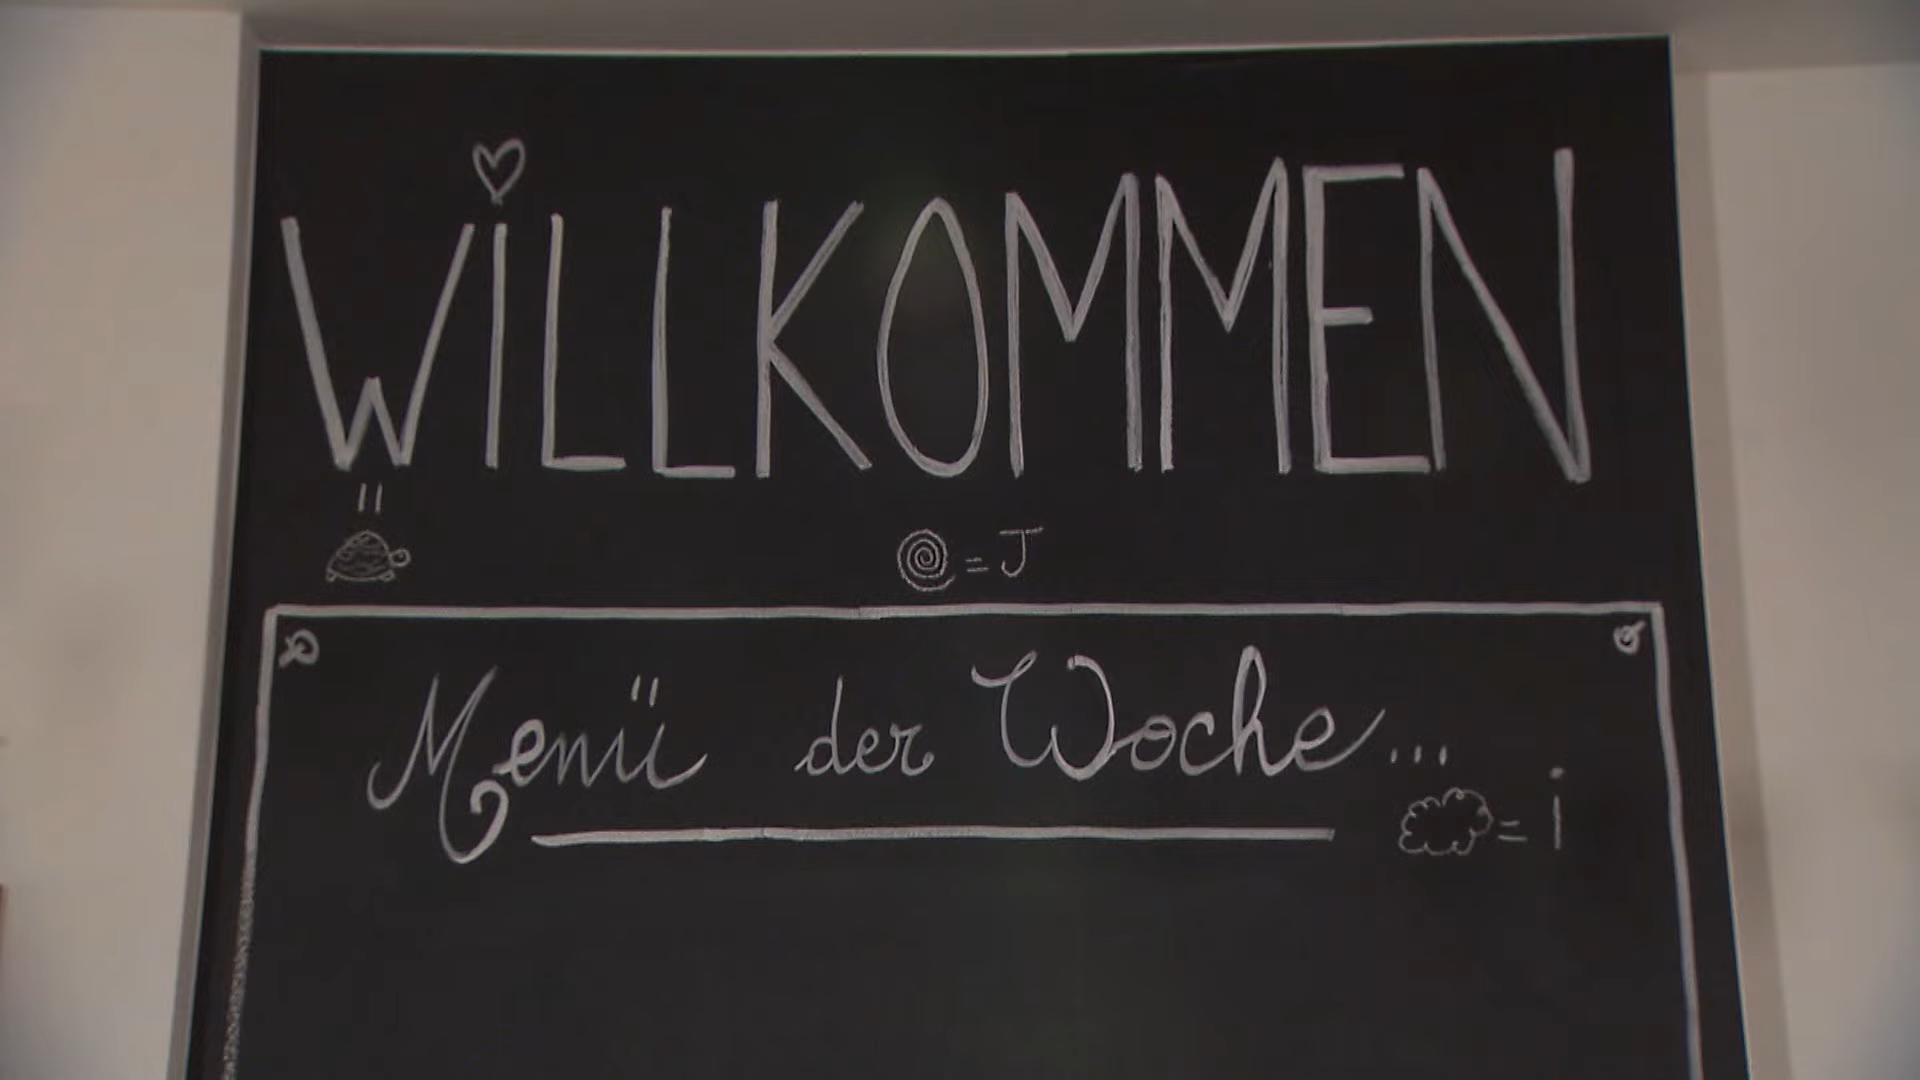 WiLLKOMMEN
=
= J
Menü der Woche...
= i